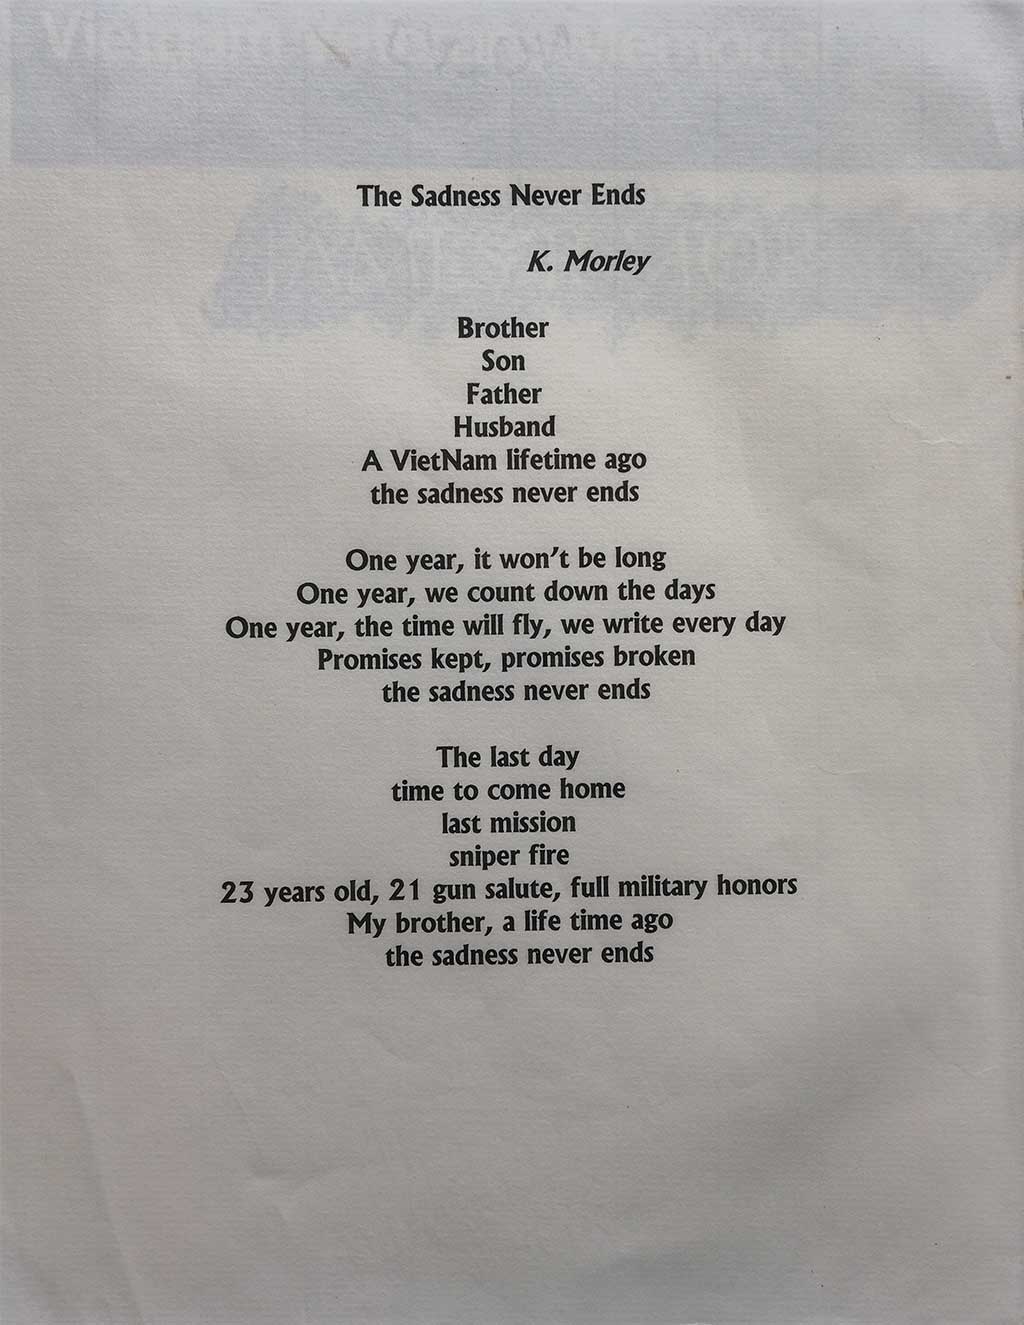 The Sadness Never Ends
K. Morley
Brother
Son
Father
Husband
A VietNam lifetime ago
the sadness never ends
One year, it won't be long
One year, we count down the days
One year, the time will fly, we write every day
Promises kept, promises broken
the sadness never ends
The last day
time to come home
last mission
sniper fire
23 years old, 21 gun salute, full military honors
My brother, a life time ago
the sadness never ends